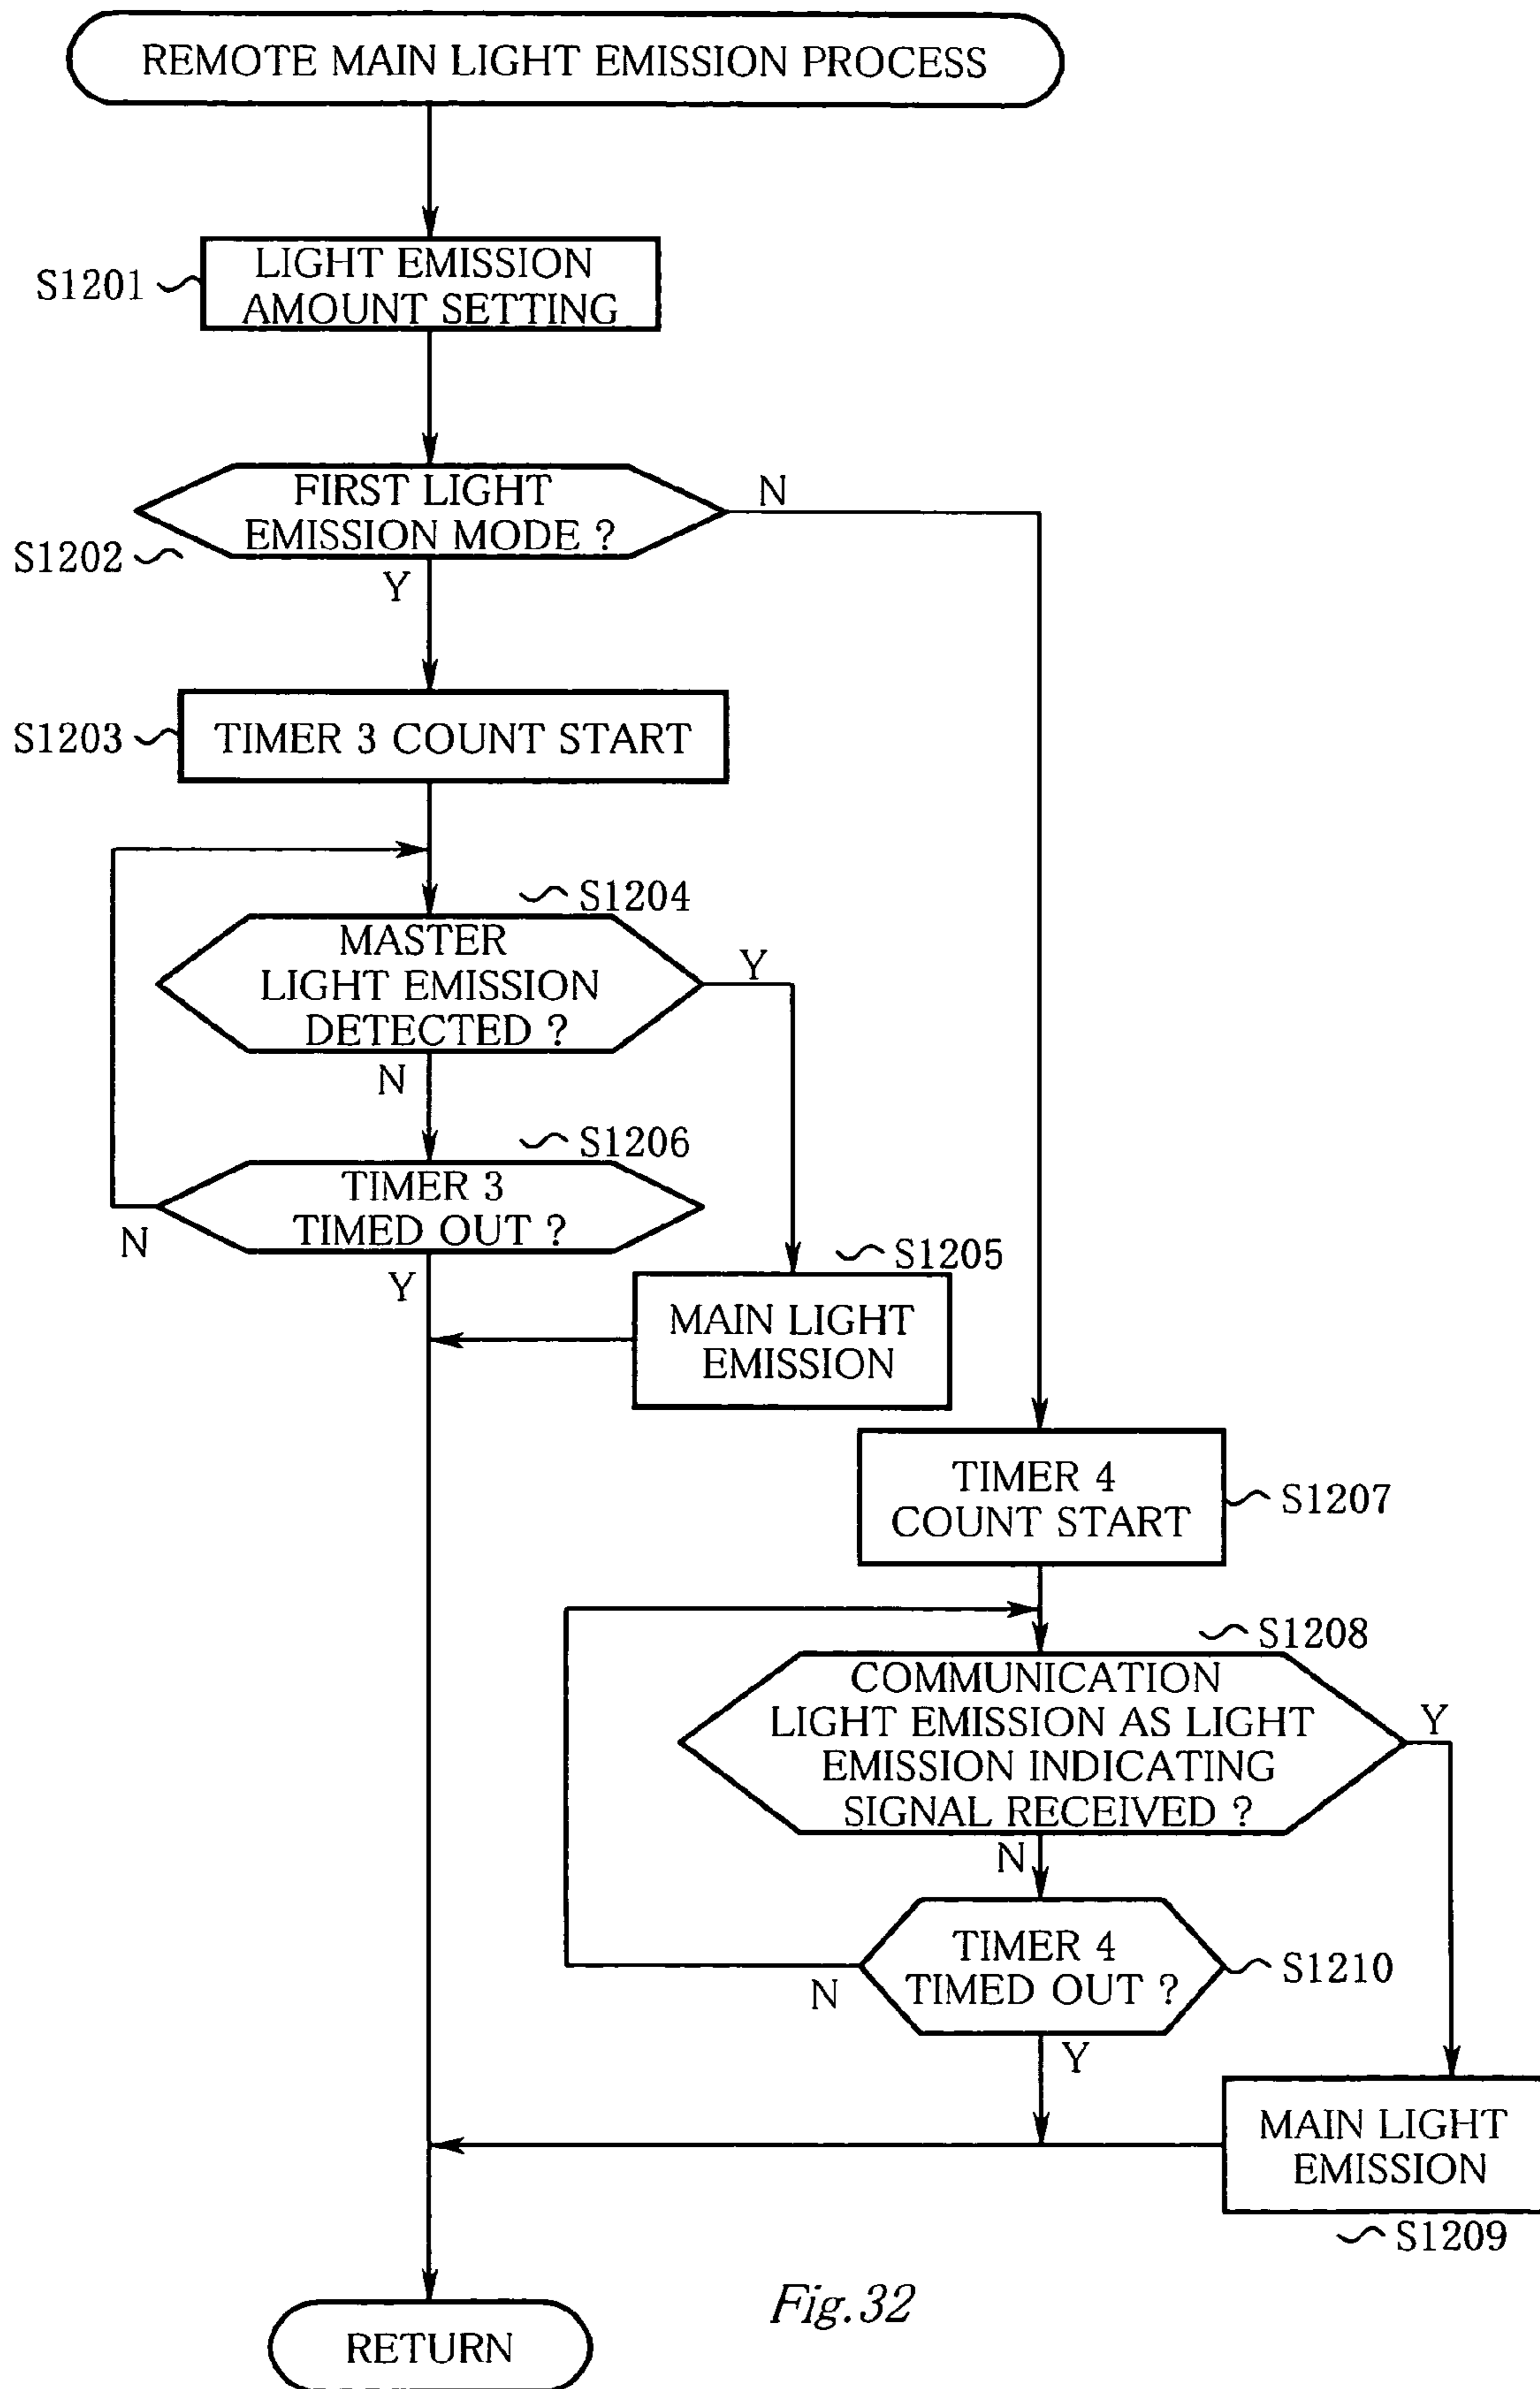 REMOTE MAIN LIGHT EMISSION PROCESS
S1201
LIGHT EMISSION
AMOUNT SETTING
FIRST LIGHT
EMISSION MODE ?
N
S1202
Y
S1203
TIMER 3 COUNT START
S1204
MASTER
LIGHT EMISSION
DETECTED ?
Y
N
S1206
TIMER 3
TIMED OUT ?
N
Y
S1205
MAIN LIGHT
EMISSION
TIMER 4
COUNT START
S1207
S1208
COMMUNICATION
LIGHT EMISSION AS LIGHT
EMISSION INDICATING
SIGNAL RECEIVED ?
Y
N
TIMER 4
TIMED OUT ?
S1210
N
Y
MAIN LIGHT
EMISSION
S1209
Fig.32
RETURN